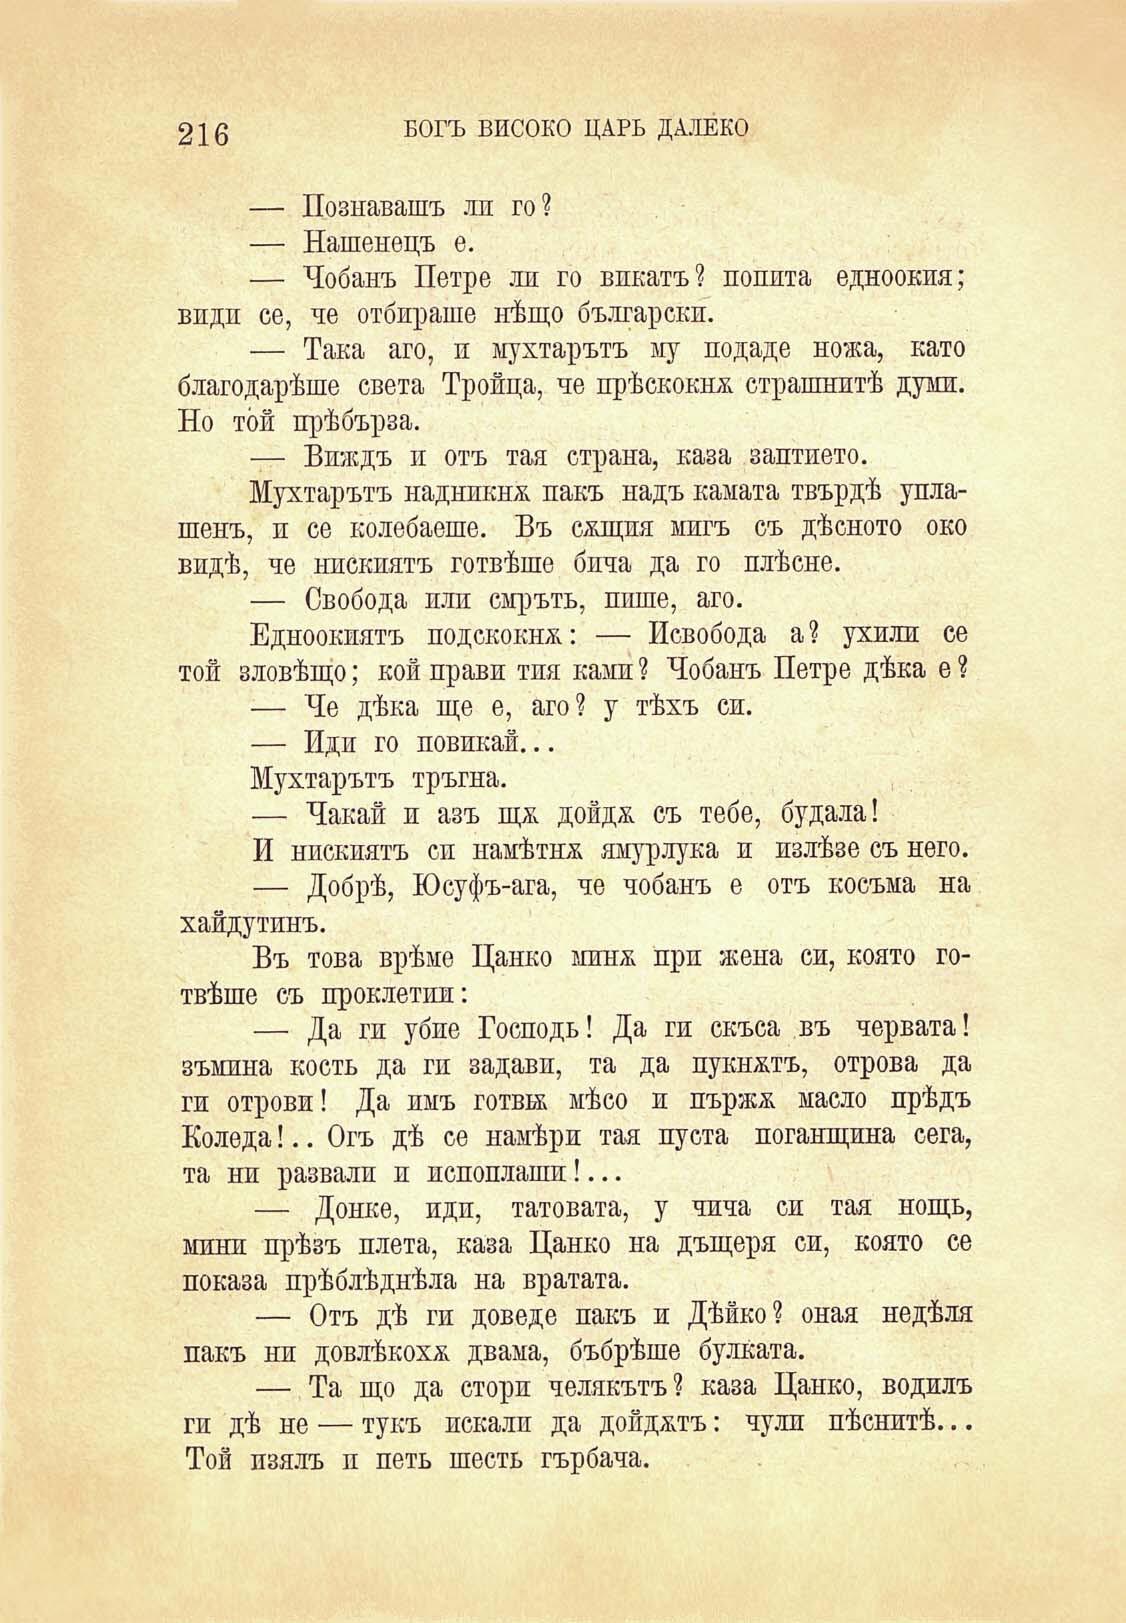 216
БОГЪ ВИСОКО ЦАРЬ ДАЛЕКО
— Познавашъ ли го?
— Нашенецъ е.
— Чобанъ Петре ли го викатъ? попита едноокия;
види се, че отбираше нѣщо български.
— Така аго, и мухтарътъ му подаде ножа, като
благодарѣше света Тройца, че прѣскокнѫ страшнитѣ думи.
Но той прѣбърза.
— Виждъ и отъ тая страна, каза заптието.
Мухтарътъ надникнѫ пакъ надъ камата твърдѣ упла-
шенъ, и се колебаеше. Въ сѫщия мигъ съ дѣсното око
видѣ, че нискиятъ готвѣше бича да го плѣсне.
— Свобода или смръть, пише, аго.
Едноокиятъ подскокнѫ: — Исвобода а? ухили се
той зловѣщо; кой прави тия ками? Чобанъ Петре дѣка е?
— Че дѣка ще е, аго? у тѣхъ си.
— Иди го повикай...
Мухтарътъ тръгна.
— Чакай и азъ щѫ дойдѫ съ тебе, будала!
И нискиятъ си намѣтнѫ ямурлука и излѣзе съ него.
— Добрѣ, Юсуфъ-ага, че чобанъ е отъ косъма на
хайдутинъ.
Въ това врѣме Цанко минѫ при жена си, която го-
твѣше съ проклетии:
— Да ги убие Господь! Да ги скъса въ червата!
зъмина кость да ги задави, та да пукнѫтъ, отрова да
ги отрови! Да имъ готвѭ мѣсо и пържѫ масло прѣдъ
Коледа!.. Огъ дѣ се намѣри тая пуста поганщина сега,
та ни развали и испоплаши!...
— Донке, иди, татовата, у чича си тая нощь,
мини прѣзъ плета, каза Цанко на дъщеря си, която се
показа прѣблѣднѣла на вратата.
— Отъ дѣ ги доведе пакъ и Дѣйко? оная недѣля
пакъ ни довлѣкохѫ двама, бъбрѣше булката.
— Та що да стори челякътъ? каза Цанко, водилъ
ги дѣ не — тукъ искали да дойдѫтъ: чули пѣснитѣ...
Той изялъ и петь шесть гърбача.